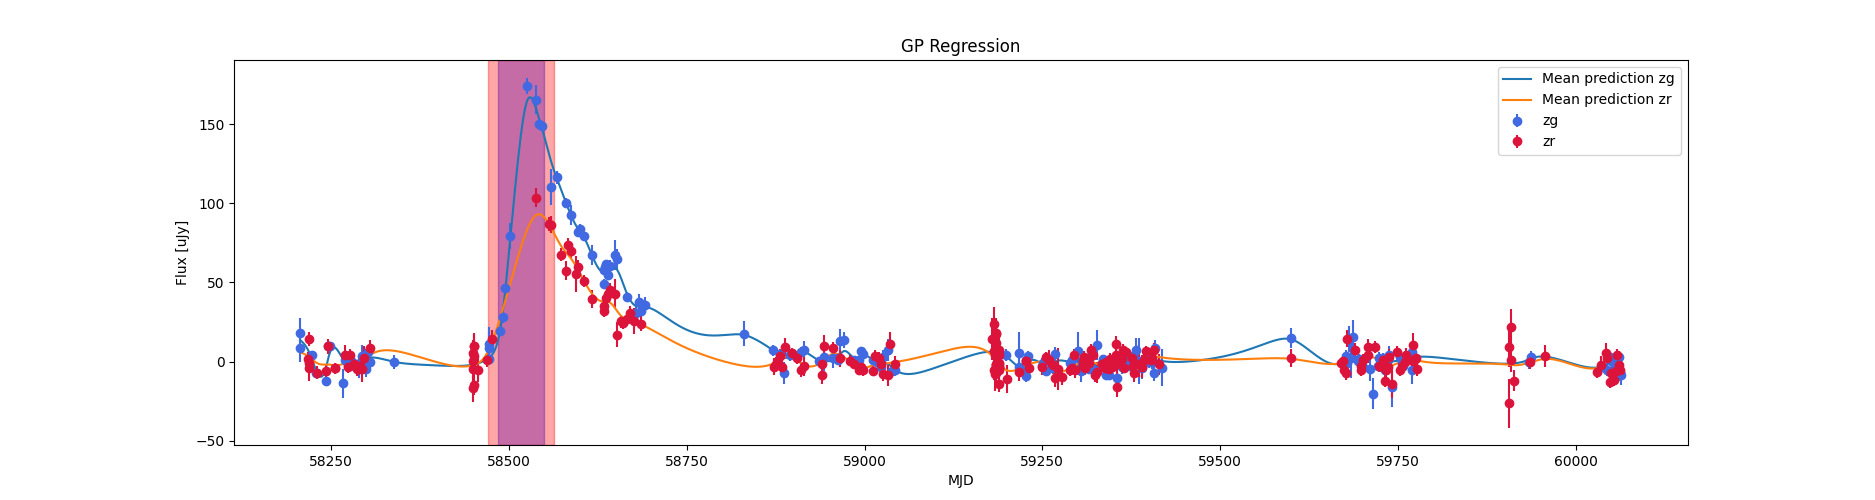 GP Regression
Mean prediction zg
Mean prediction zr
zg
zr
Flux [uJy]
150
100
50
0
−50
58250
58500
58750
59000
59250
59500
59750
60000
MJD